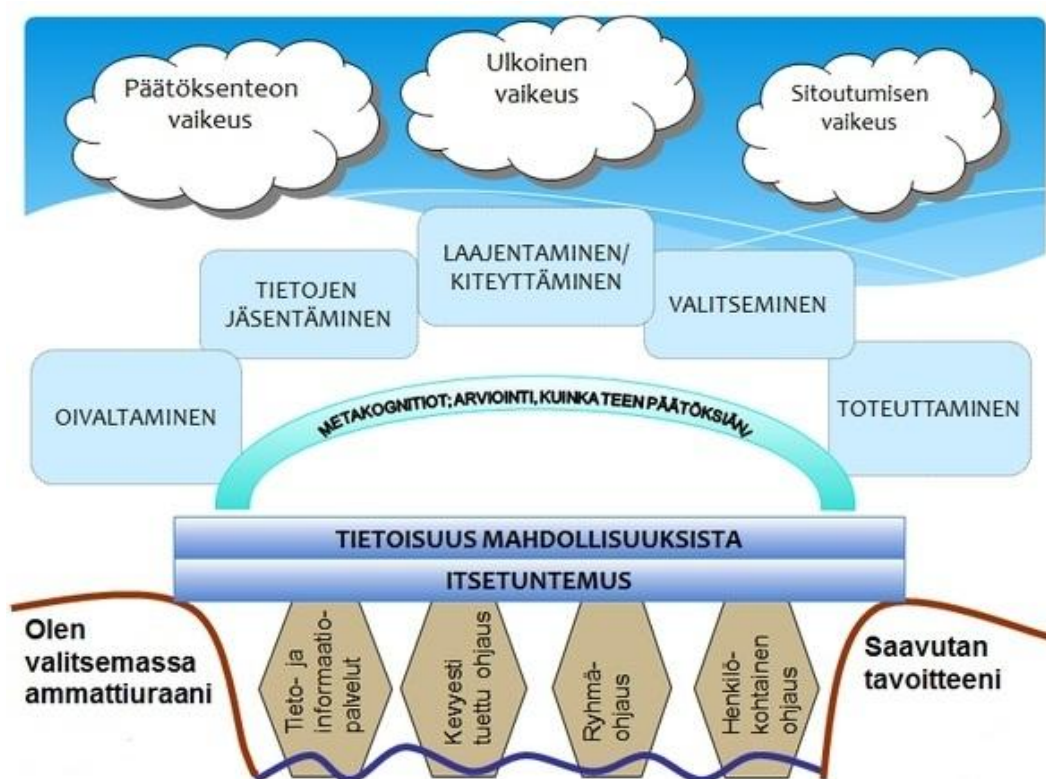 Päätöksenteon
vaikeus
Ulkoinen
vaikeus
Sitoutumisen
vaikeus
OIVALTAMINEN
TIETOJEN
JÄSENTÄMINEN
LAAJENTAMINEN/
KITEYTTÄMINEN
VALITSEMINEN
TOTEUTTAMINEN
METAKOGNITIOT; ARVIOINTI, KUINKA TEEN PÄÄTÖKSIÄN/
TIETOISUUS MAHDOLLISUUKSISTA
ITSETUNTEMUS
Olen
valitsemassa
ammattiuraani
Tieto- ja
informaatio-
palvelut
Kevyesti
tuettu ohjaus
Ryhmä-
ohjaus
Henkilö-
kohtainen
ohjaus
Saavutan
tavoitteeni